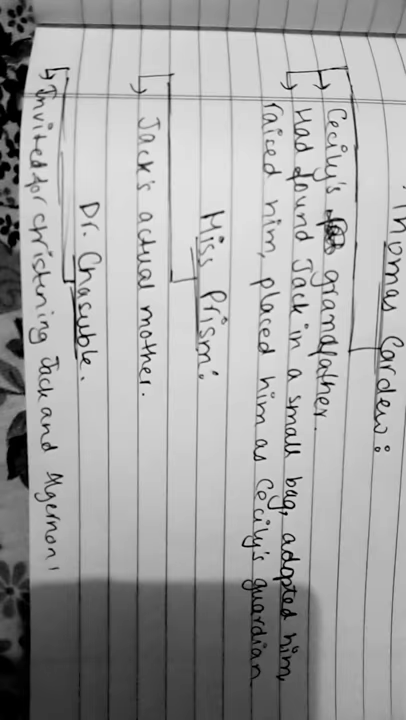 Thomas Cardew:
↳ Cecily's grandfather.
↳ Had found Jack in a small bag, adopted him,
raiced him, placed him as Cecily's guardian
Miss Prism:
↳ Jack's actual mother.
Dr. Chasuble.
↳ Invited for christening Jack and Algernon.